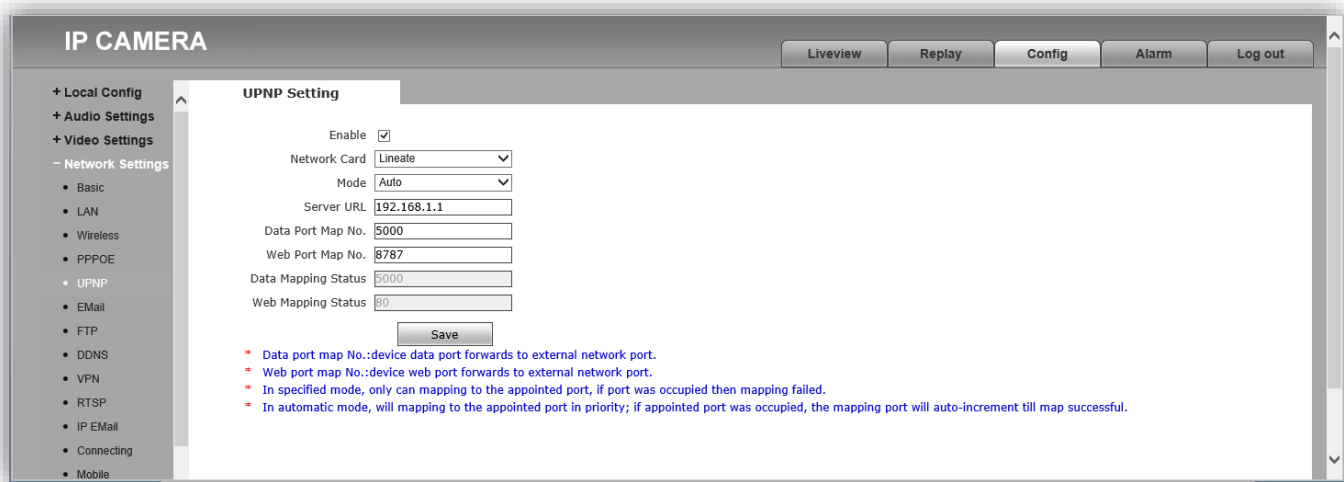 IP CAMERA
Liveview Replay Config Alarm Log out
+ Local Config
+ Audio Settings
+ Video Settings
− Network Settings
• Basic
• LAN
• Wireless
• PPPOE
• UPNP
• EMail
• FTP
• DDNS
• VPN
• RTSP
• IP EMail
• Connecting
• Mobile
UPNP Setting
Enable
Network Card Lineate
Mode Auto
Server URL 192.168.1.1
Data Port Map No. 5000
Web Port Map No. 8787
Data Mapping Status 5000
Web Mapping Status 80
Save
* Data port map No.:device data port forwards to external network port.
* Web port map No.:device web port forwards to external network port.
* In specified mode, only can mapping to the appointed port, if port was occupied then mapping failed.
* In automatic mode, will mapping to the appointed port in priority; if appointed port was occupied, the mapping port will auto-increment till map successful.